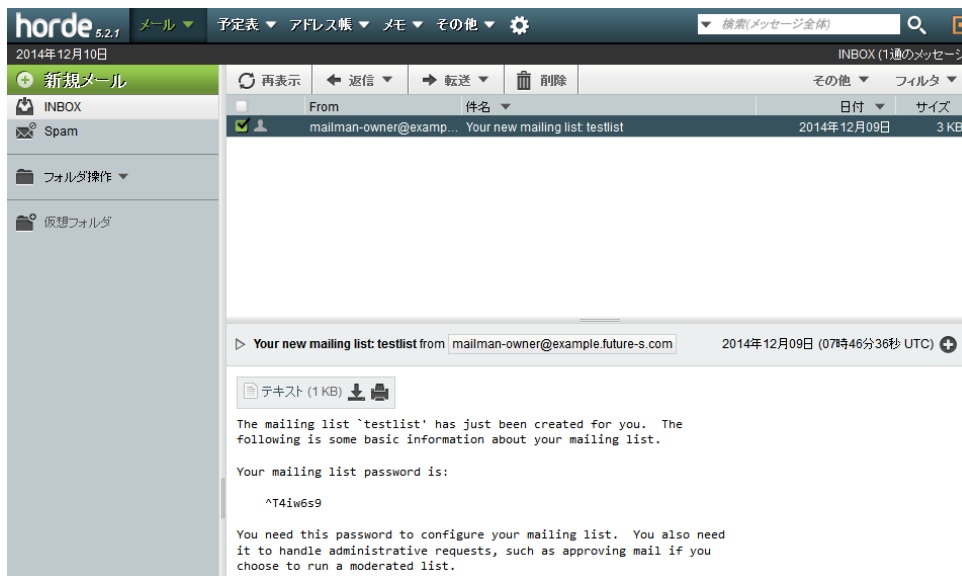 horde 5.2.1 メール 予定表 アドレス帳 メモ その他 検索(メッセージ全体)
2014年12月10日 INBOX (1通のメッセージ
新規メール 再表示 返信 転送 削除 その他 フィルタ
INBOX From 件名 日付 サイズ
Spam mailman-owner@examp... Your new mailing list: testlist 2014年12月09日 3 KB
フォルダ操作
仮想フォルダ
Your new mailing list: testlist from mailman-owner@example.future-s.com 2014年12月09日 (07時46分36秒 UTC)
テキスト (1 KB)
The mailing list `testlist' has just been created for you. The
following is some basic information about your mailing list.
Your mailing list password is:
^T4iw6s9
You need this password to configure your mailing list. You also need
it to handle administrative requests, such as approving mail if you
choose to run a moderated list.